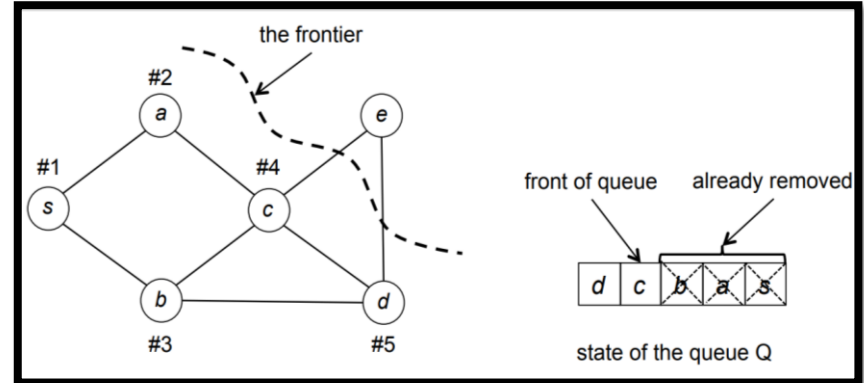 the frontier
#2
a
e
#1
#4
s
c
b
d
#3
#5
front of queue
already removed
d c b a s
state of the queue Q